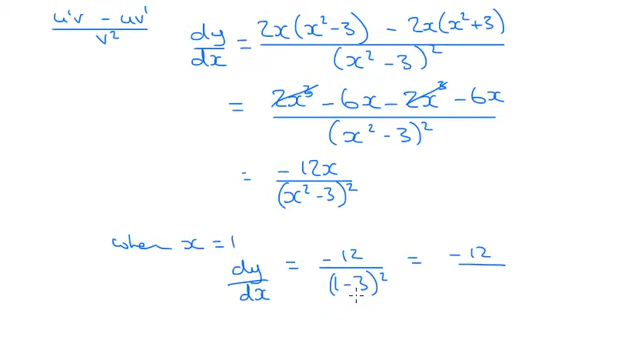 (u'v − uv')/v²
dy/dx = (2x(x² − 3) − 2x(x² + 3))/(x² − 3)²
= (2x³ − 6x − 2x³ − 6x)/(x² − 3)²
= −12x/(x² − 3)²
when x = 1
dy/dx = −12/(1 − 3)² = −12/